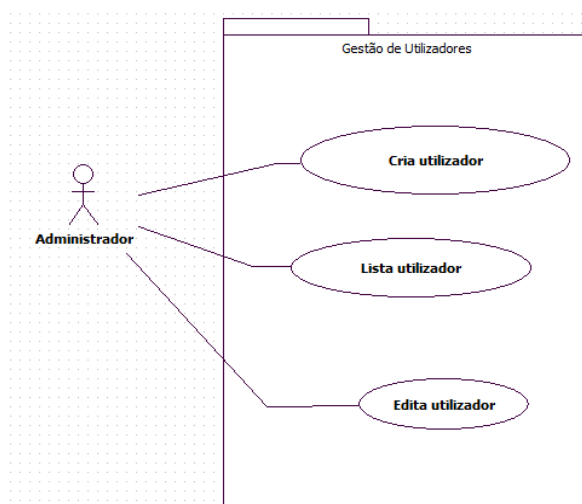 Gestão de Utilizadores
Cria utilizador
Administrador
Lista utilizador
Edita utilizador